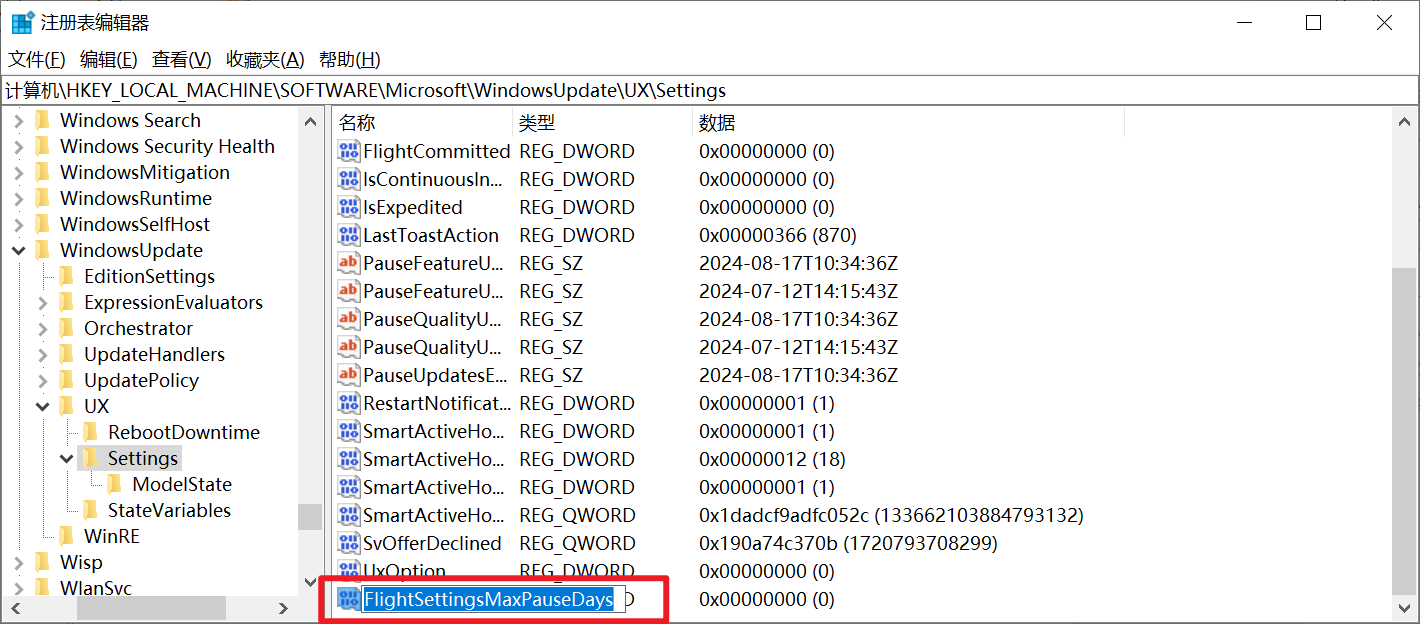 注册表编辑器
文件(F) 编辑(E) 查看(V) 收藏夹(A) 帮助(H)
计算机\HKEY_LOCAL_MACHINE\SOFTWARE\Microsoft\WindowsUpdate\UX\Settings
Windows Search
Windows Security Health
WindowsMitigation
WindowsRuntime
WindowsSelfHost
WindowsUpdate
EditionSettings
ExpressionEvaluators
Orchestrator
UpdateHandlers
UpdatePolicy
UX
RebootDowntime
Settings
ModelState
StateVariables
WinRE
Wisp
WlanSvc
名称 类型 数据
FlightCommitted REG_DWORD 0x00000000 (0)
IsContinuousIn... REG_DWORD 0x00000000 (0)
IsExpedited REG_DWORD 0x00000000 (0)
LastToastAction REG_DWORD 0x00000366 (870)
PauseFeatureU... REG_SZ 2024-08-17T10:34:36Z
PauseFeatureU... REG_SZ 2024-07-12T14:15:43Z
PauseQualityU... REG_SZ 2024-08-17T10:34:36Z
PauseQualityU... REG_SZ 2024-07-12T14:15:43Z
PauseUpdatesE... REG_SZ 2024-08-17T10:34:36Z
RestartNotificat... REG_DWORD 0x00000001 (1)
SmartActiveHo... REG_DWORD 0x00000001 (1)
SmartActiveHo... REG_DWORD 0x00000012 (18)
SmartActiveHo... REG_DWORD 0x00000001 (1)
SmartActiveHo... REG_QWORD 0x1dadcf9adfc052c (133662103884793132)
SvOfferDeclined REG_QWORD 0x190a74c370b (1720793708299)
UxOption REG_DWORD 0x00000000 (0)
FlightSettingsMaxPauseDays 0x00000000 (0)